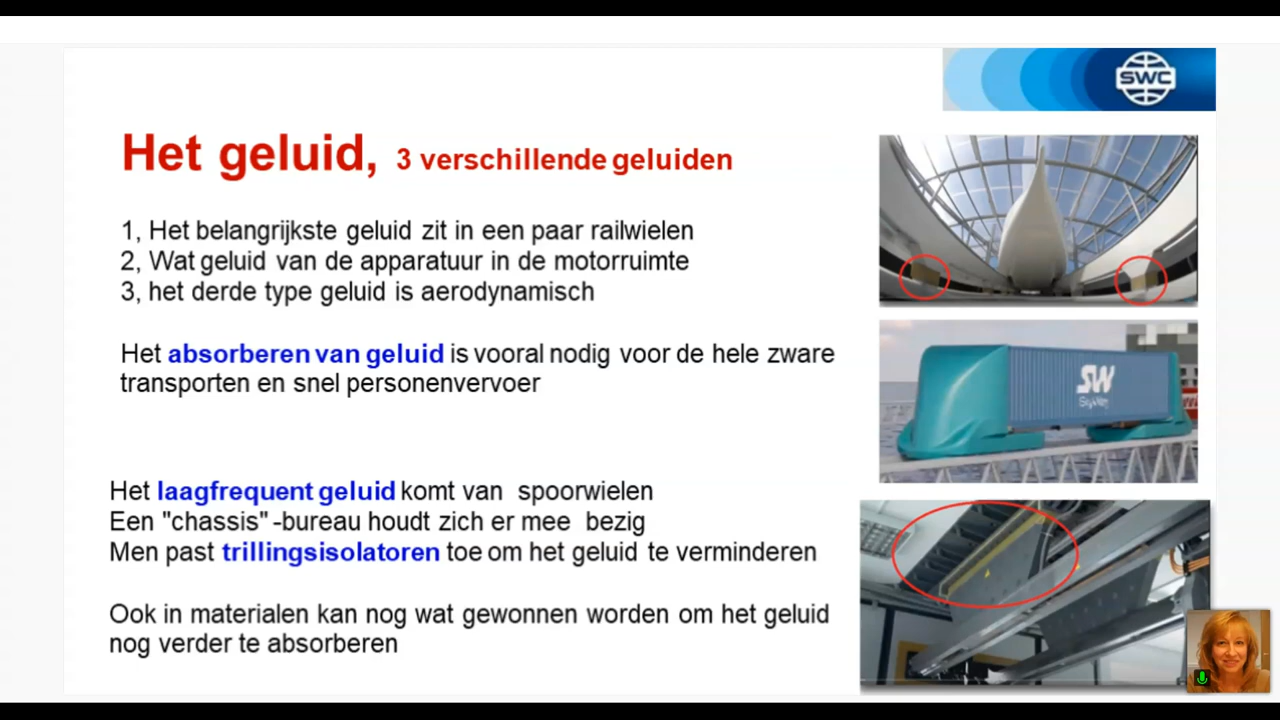 SWC
Het geluid, 3 verschillende geluiden
1, Het belangrijkste geluid zit in een paar railwielen
2, Wat geluid van de apparatuur in de motorruimte
3, het derde type geluid is aerodynamisch
Het absorberen van geluid is vooral nodig voor de hele zware
transporten en snel personenvervoer
SW
SkyWay
Het laagfrequent geluid komt van spoorwielen
Een "chassis" -bureau houdt zich er mee bezig
Men past trillingsisolatoren toe om het geluid te verminderen
Ook in materialen kan nog wat gewonnen worden om het geluid
nog verder te absorberen